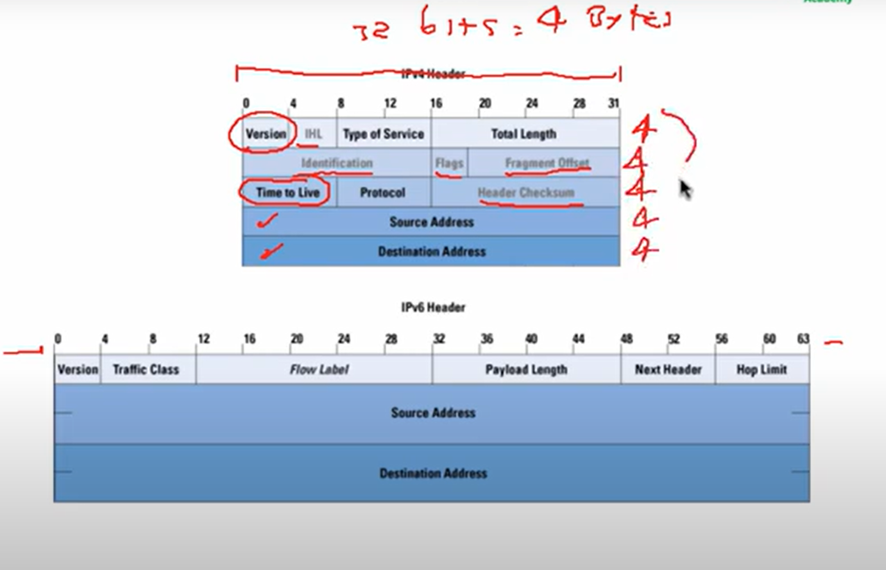 Academy
32 bits = 4 Bytes
IPv4 Header
0 4 8 12 16 20 24 28 31
Version IHL Type of Service Total Length 4
Identification Flags Fragment Offset 4
Time to Live Protocol Header Checksum 4
Source Address 4
Destination Address 4
IPv6 Header
0 4 8 12 16 20 24 28 32 36 40 44 48 52 56 60 63
Version Traffic Class Flow Label Payload Length Next Header Hop Limit
Source Address
Destination Address